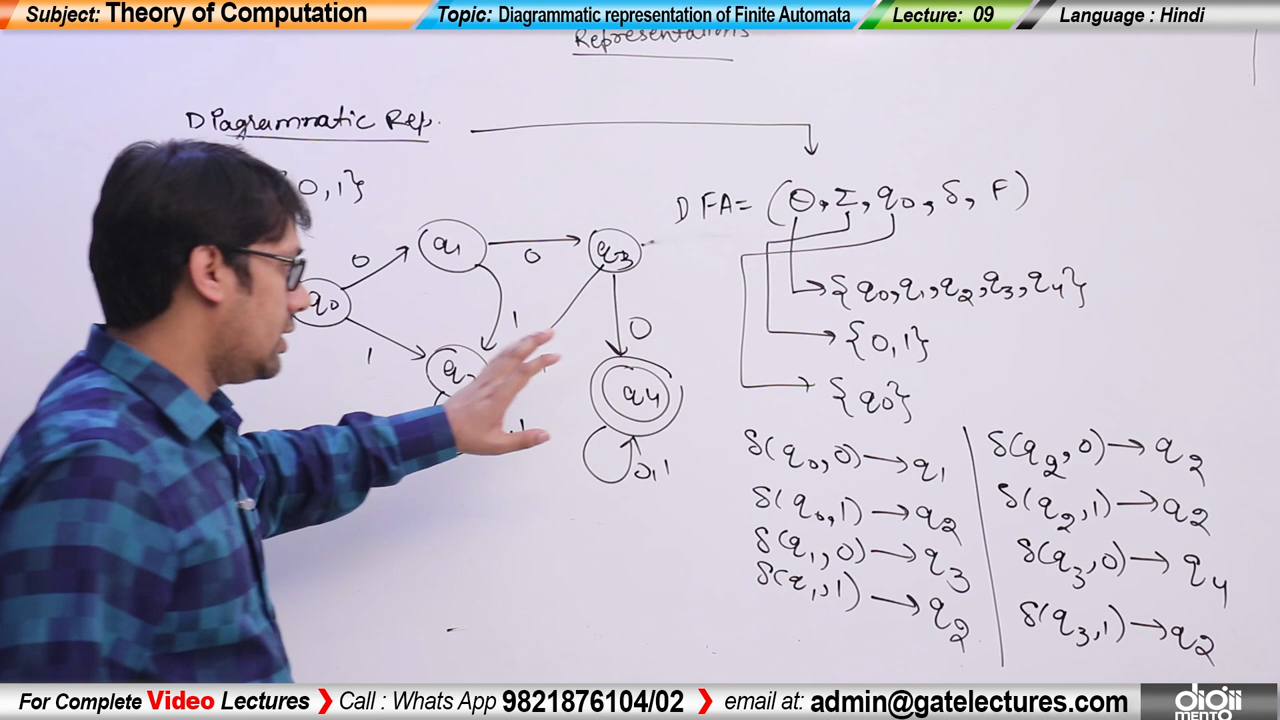 Subject: Theory of Computation
Topic: Diagrammatic representation of Finite Automata
Lecture: 09
Language : Hindi
Representations
Diagrammatic Rep.
{0,1}
DFA = (Q, Σ, q0, δ, F)
q0
0
q1
0
q3
1
1
q2
0
q4
0,1
{q0, q1, q2, q3, q4}
{0,1}
{q0}
δ(q0, 0) → q1
δ(q0, 1) → q2
δ(q1, 0) → q3
δ(q1, 1) → q2
δ(q2, 0) → q2
δ(q2, 1) → q2
δ(q3, 0) → q4
δ(q3, 1) → q2
For Complete Video Lectures ❯ Call : Whats App 9821876104/02 ❯ email at: admin@gatelectures.com
digii
MENTO